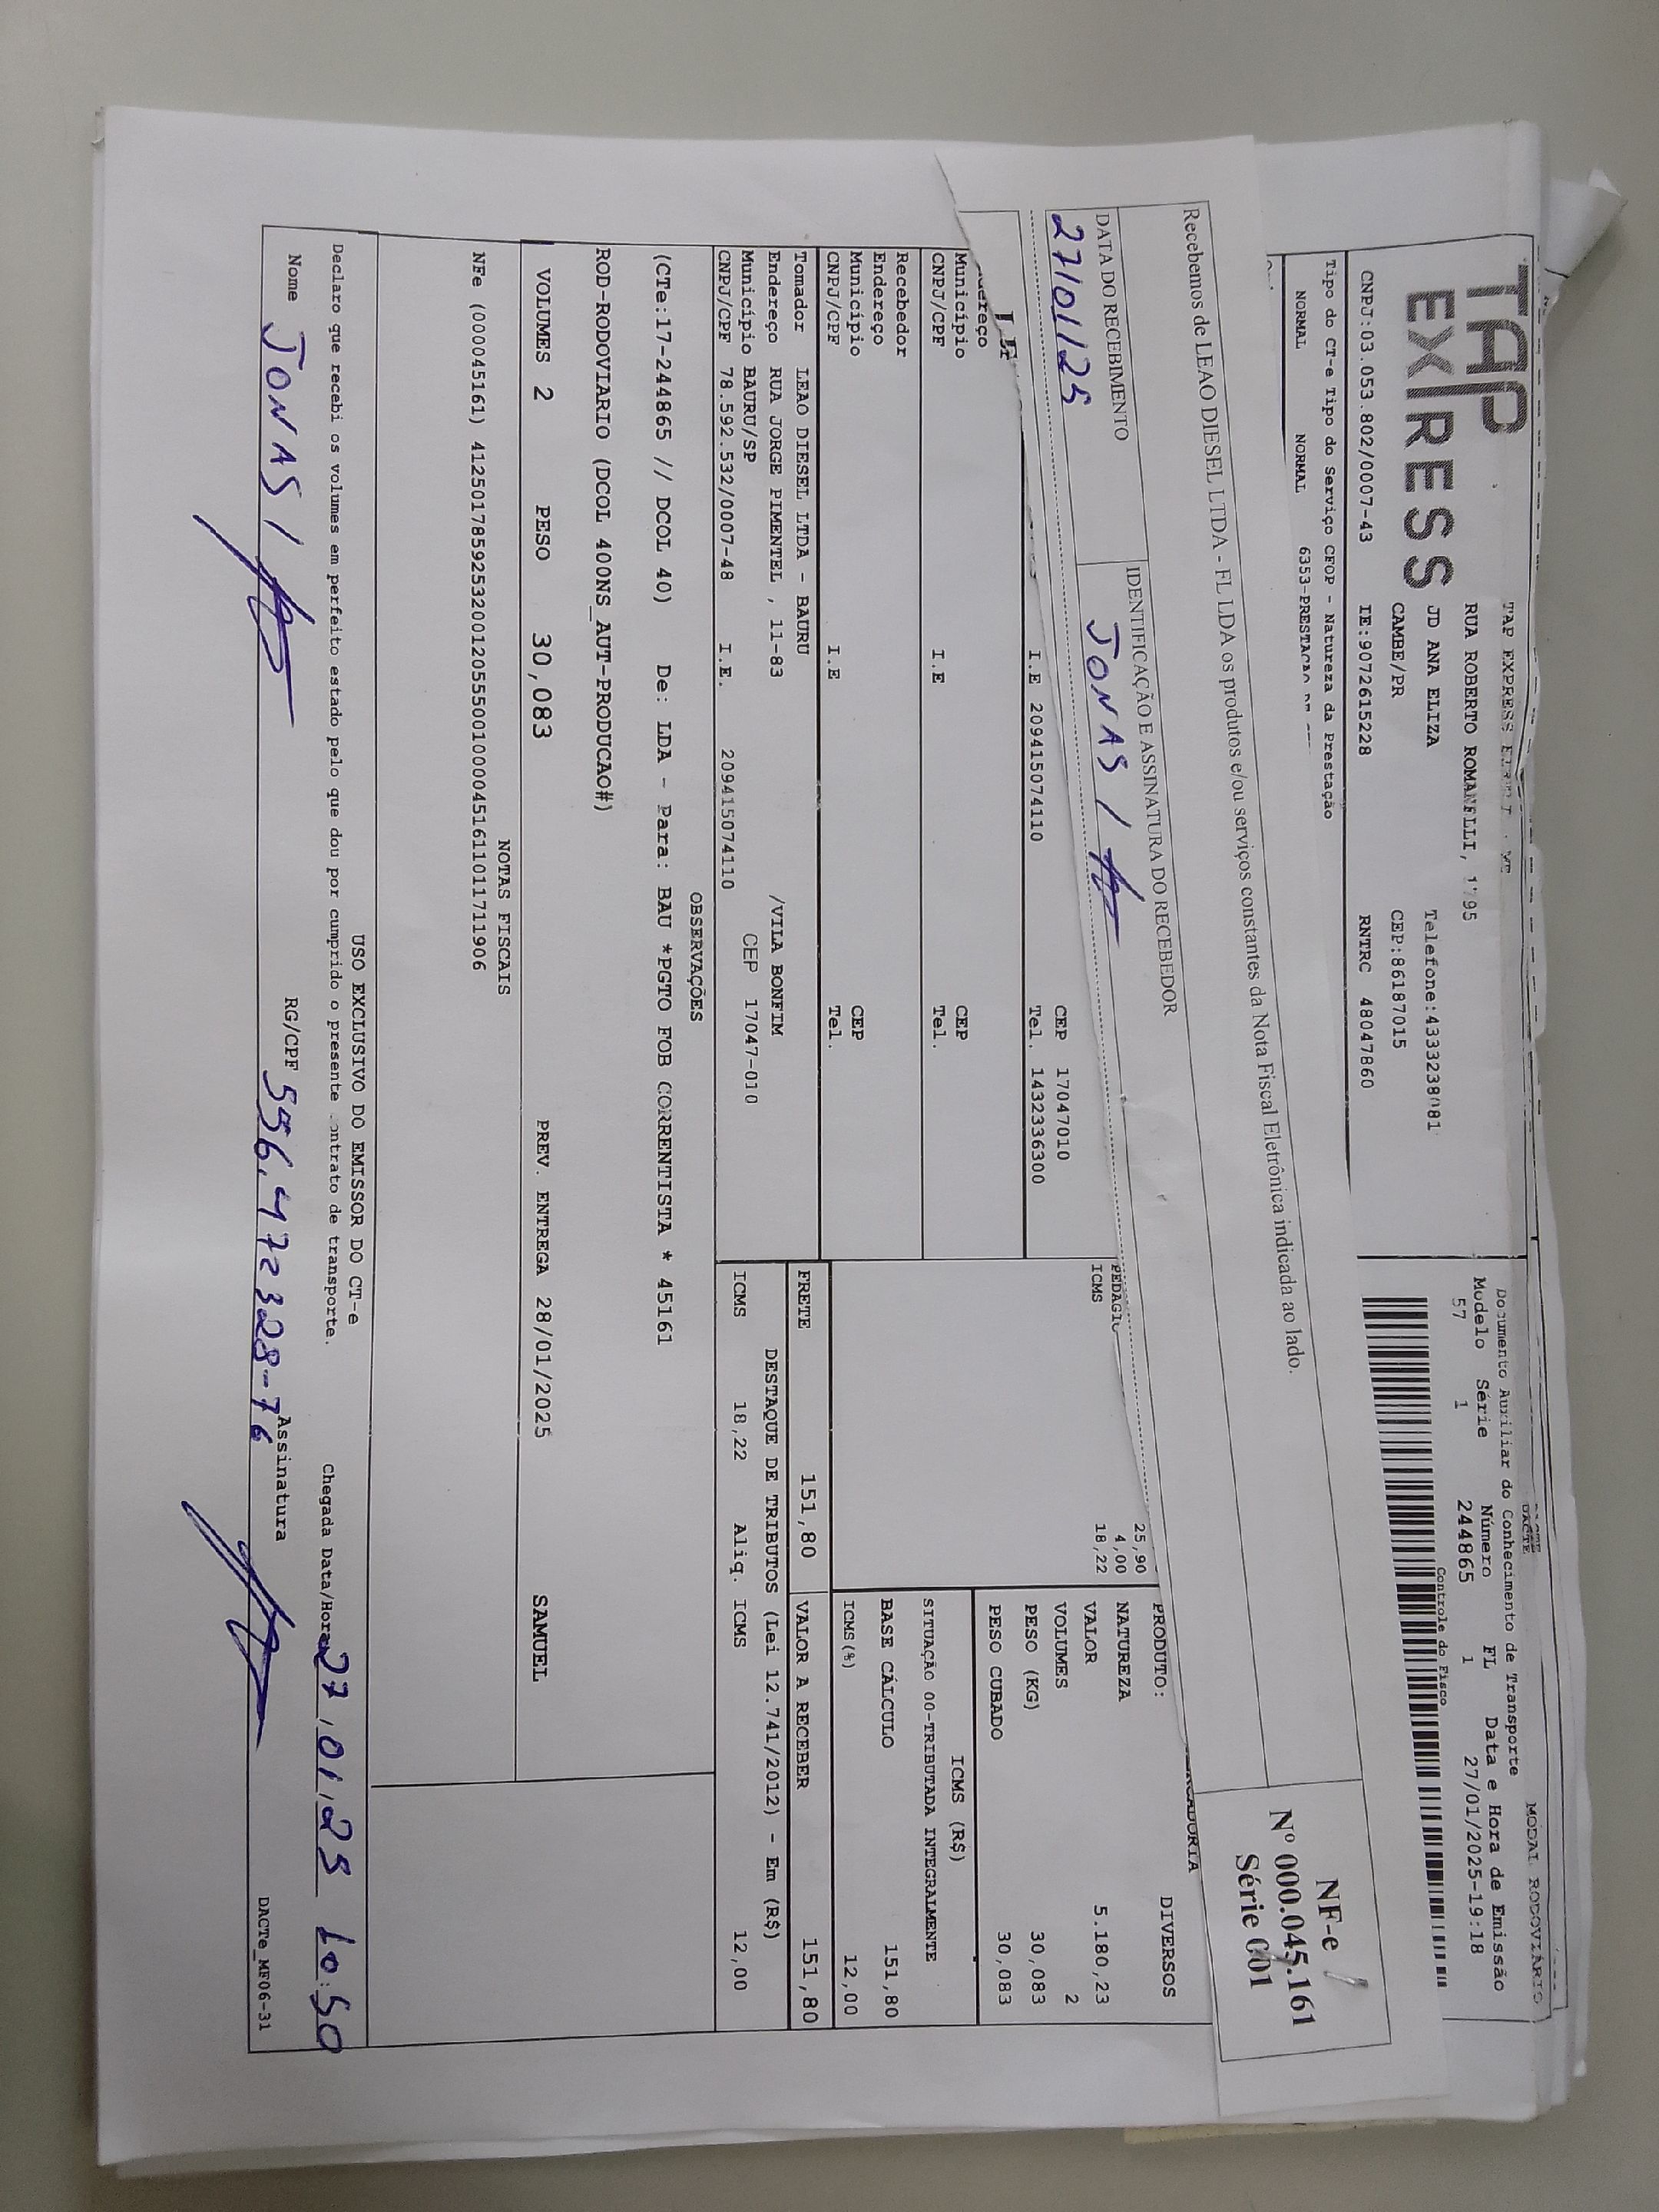 TAP
EXPRESS
TAP EXPRESS
RUA ROBERTO ROMANELLI, 1795
JD ANA ELIZA
Telefone:4333238081
CAMBE/PR
CEP:86187015
CNPJ:03.053.802/0007-43 IE:9072615228 RNTRC 48047860
MODAL RODOVIÁRIO
DACTE
Documento Auxiliar do Conhecimento de Transporte
Modelo Série Número FL Data e Hora de Emissão
57 1 244865 1 27/01/2025-19:18
Controle do Fisco
Tipo do CT-e Tipo do Serviço CFOP - Natureza da Prestação
NORMAL NORMAL 6353-PRESTACAO
Recebemos de LEAO DIESEL LTDA - FL LDA os produtos e/ou serviços constantes da Nota Fiscal Eletrônica indicada ao lado.
DATA DO RECEBIMENTO
27/01/25
IDENTIFICAÇÃO E ASSINATURA DO RECEBEDOR
JONAS /
NF-e
Nº 000.045.161
Série 001
CEP 17047010
I.E 209415074110 Tel. 1432336300
Município CEP
CNPJ/CPF I.E Tel.
Recebedor
Endereço
Município CEP
CNPJ/CPF I.E Tel.
Tomador LEAO DIESEL LTDA - BAURU
Endereço RUA JORGE PIMENTEL , 11-83 /VILA BONFIM
Município BAURU/SP CEP 17047-010
CNPJ/CPF 78.592.532/0007-48 I.E. 209415074110
25,90
PEDAGIO 4,00
ICMS 18,22
PRODUTO: DIVERSOS
NATUREZA
VALOR 5.180,23
VOLUMES 2
PESO (KG) 30,083
PESO CUBADO 30,083
ICMS (R$)
SITUAÇÃO 00-TRIBUTADA INTEGRALMENTE
BASE CÁLCULO 151,80
ICMS(%) 12,00
FRETE 151,80 VALOR A RECEBER 151,80
DESTAQUE DE TRIBUTOS (Lei 12.741/2012) - Em (R$)
ICMS 18,22 Aliq. ICMS 12,00
OBSERVAÇÕES
(CTe:17-244865 // DCOL 40) De: LDA - Para: BAU *PGTO FOB CORRENTISTA * 45161
ROD-RODOVIARIO (DCOL 400NS_AUT-PRODUCAO#)
VOLUMES 2 PESO 30,083 PREV. ENTREGA 28/01/2025 SAMUEL
NOTAS FISCAIS
NFe (000045161) 41250178592532001205550010000451611011711906
USO EXCLUSIVO DO EMISSOR DO CT-e
Declaro que recebi os volumes em perfeito estado pelo que dou por cumprido o presente contrato de transporte.
Chegada Data/Hora 27/01/25 10:50
Nome JONAS /
RG/CPF 556.472328-76
Assinatura
DACTe_MF06-31